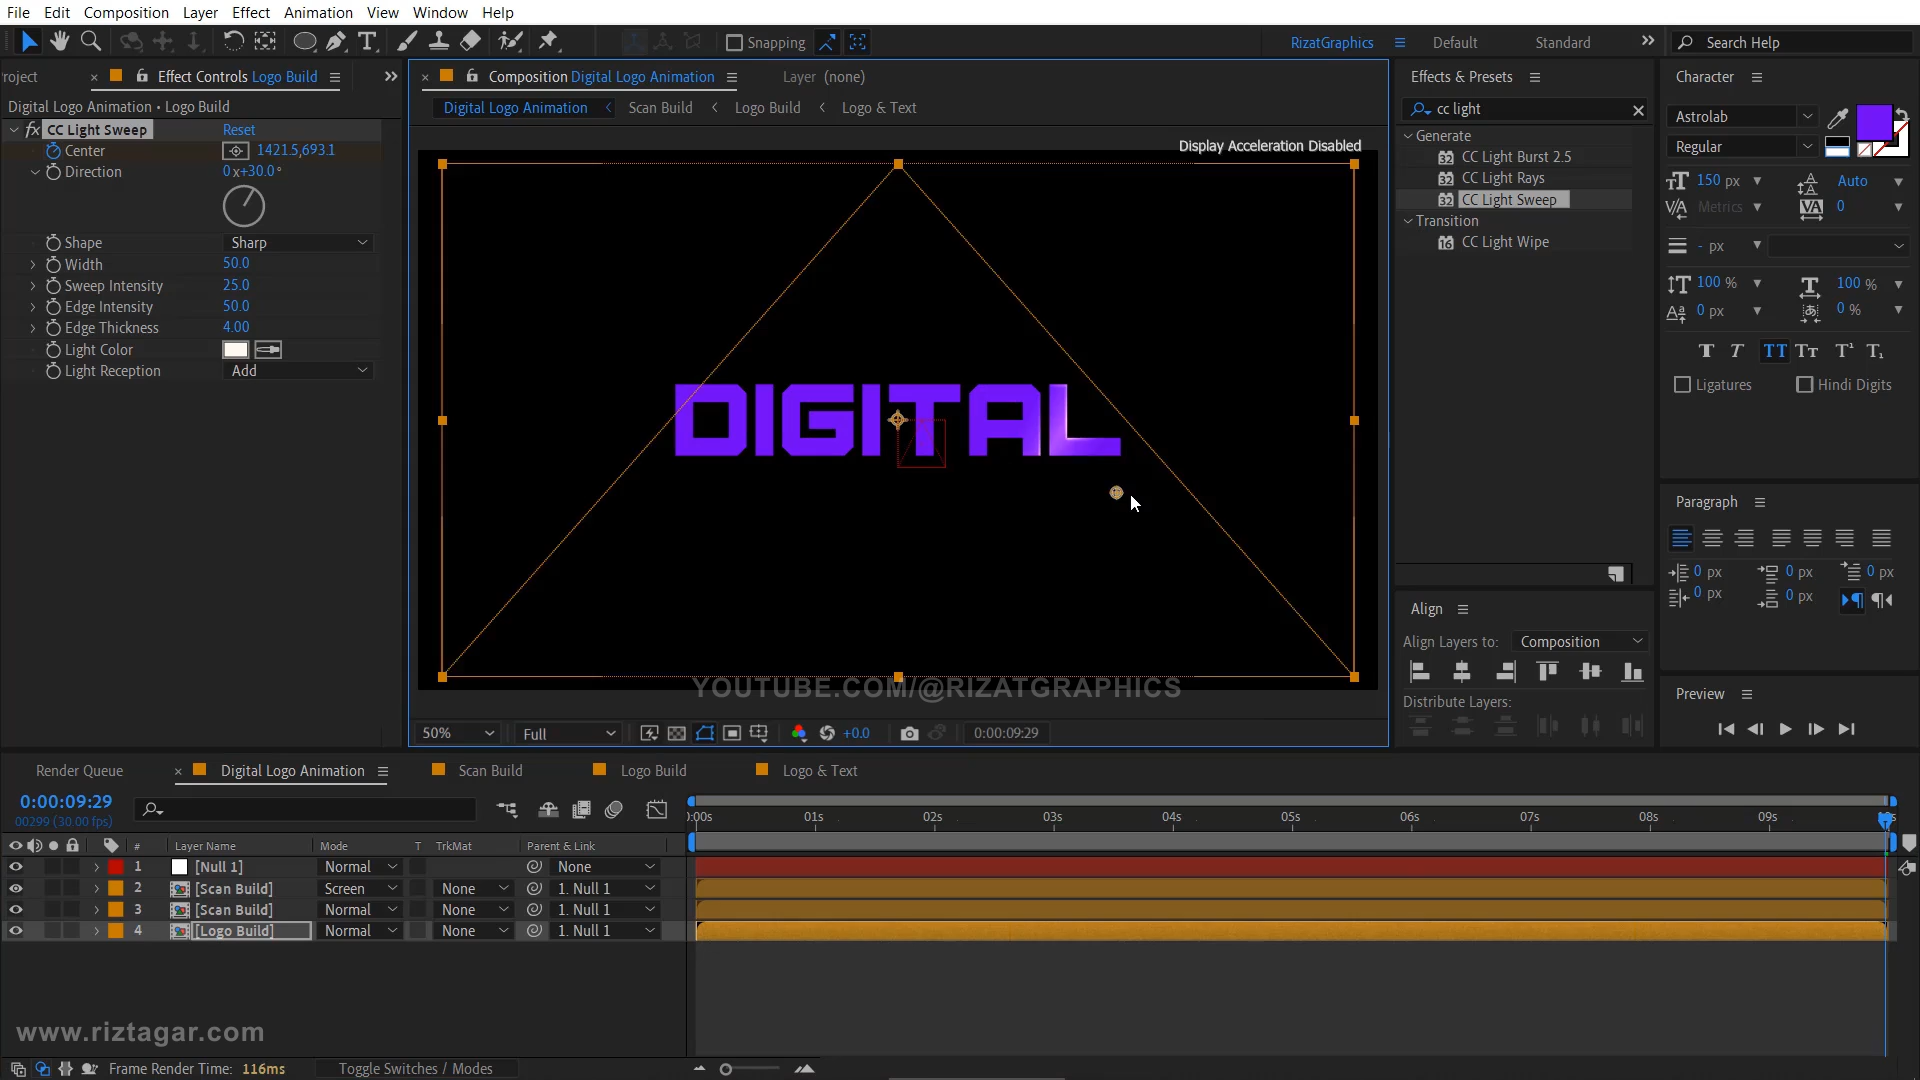 File Edit Composition Layer Effect Animation View Window Help
Snapping RizatGraphics Default Standard Search Help
roject Effect Controls Logo Build
Digital Logo Animation • Logo Build
fx CC Light Sweep Reset
Center 1421.5,693.1
Direction 0x+30.0°
Shape Sharp
Width 50.0
Sweep Intensity 25.0
Edge Intensity 50.0
Edge Thickness 4.00
Light Color
Light Reception Add
Composition Digital Logo Animation Layer (none)
Digital Logo Animation Scan Build Logo Build Logo & Text
Display Acceleration Disabled
DIGITAL
YOUTUBE.COM/@RIZATGRAPHICS
50% Full +0.0 0:00:09:29
Effects & Presets
cc light
Generate
32 CC Light Burst 2.5
32 CC Light Rays
32 CC Light Sweep
Transition
16 CC Light Wipe
Align
Align Layers to: Composition
Distribute Layers:
Character
Astrolab
Regular
150 px Auto
Metrics 0
- px
100 % 100 %
0 px 0 %
Ligatures Hindi Digits
Paragraph
0 px 0 px 0 px
0 px 0 px
Preview
Render Queue Digital Logo Animation Scan Build Logo Build Logo & Text
0:00:09:29
00299 (30.00 fps)
):00s 01s 02s 03s 04s 05s 06s 07s 08s 09s
# Layer Name Mode T TrkMat Parent & Link
1 [Null 1] Normal None
2 [Scan Build] Screen None 1. Null 1
3 [Scan Build] Normal None 1. Null 1
4 [Logo Build] Normal None 1. Null 1
www.riztagar.com
Frame Render Time: 116ms Toggle Switches / Modes